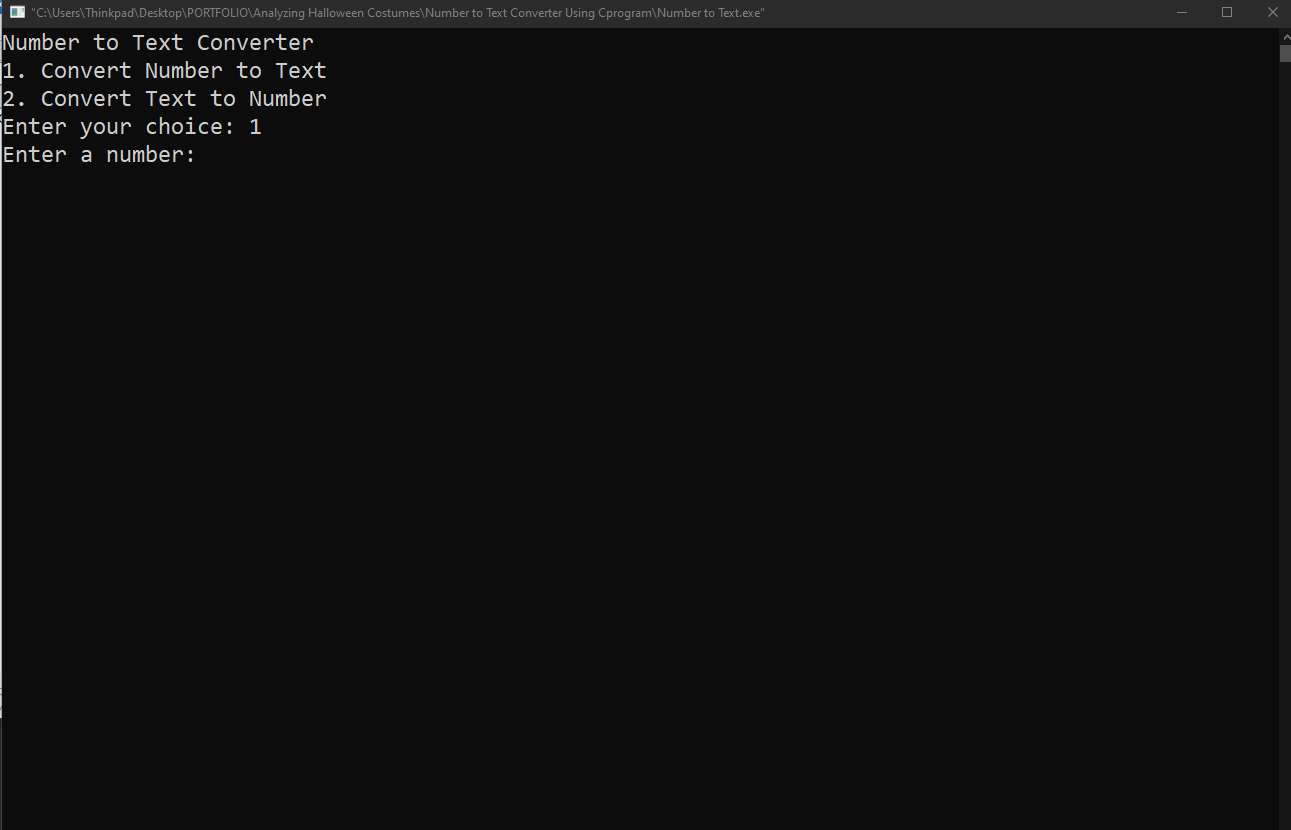 "C:\Users\Thinkpad\Desktop\PORTFOLIO\Analyzing Halloween Costumes\Number to Text Converter Using Cprogram\Number to Text.exe"
Number to Text Converter
1. Convert Number to Text
2. Convert Text to Number
Enter your choice: 1
Enter a number: